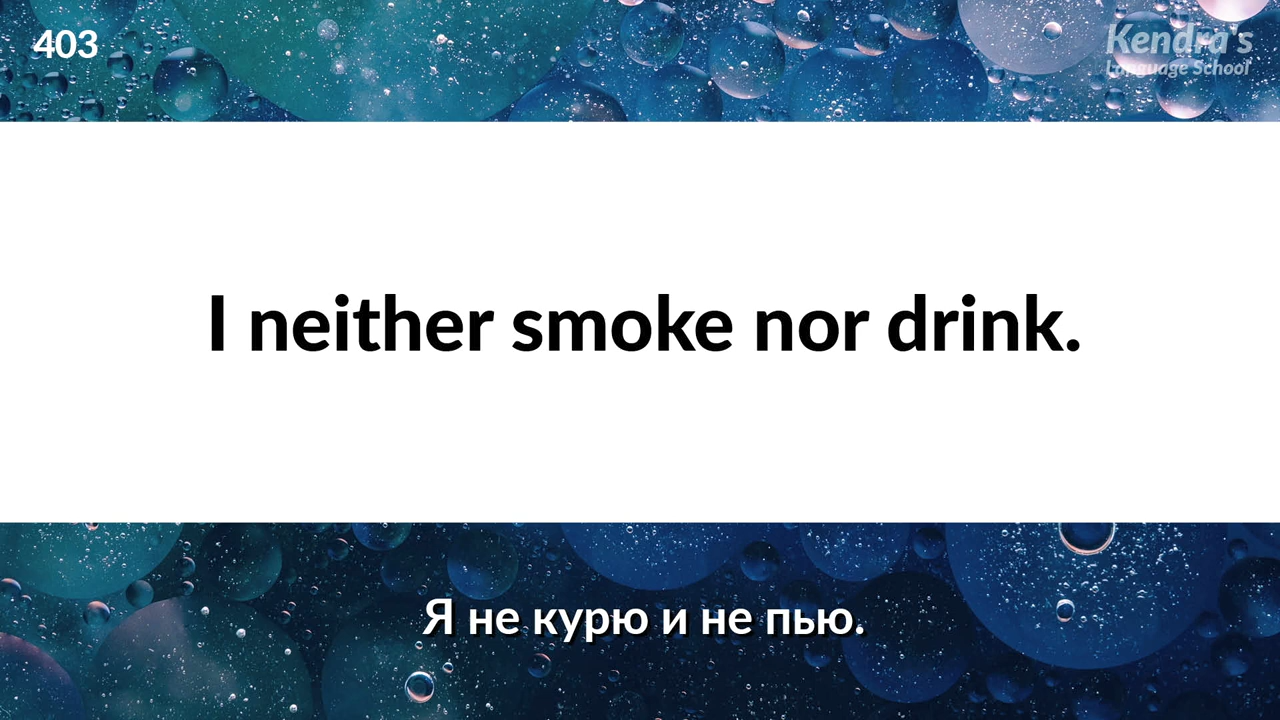 403
Kendra's
Language School
I neither smoke nor drink.
Я не курю и не пью.